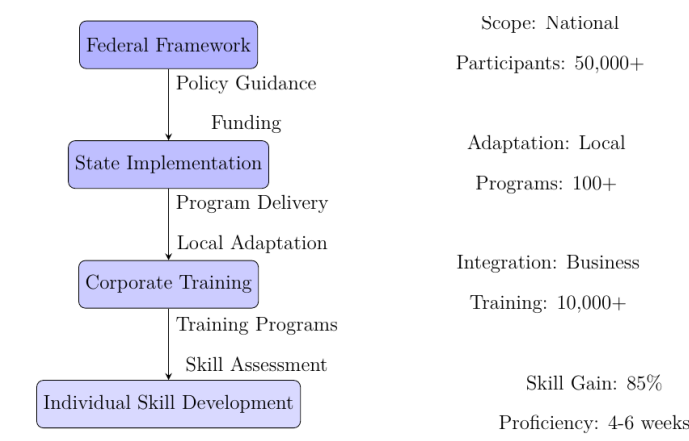 Federal Framework
Scope: National
Participants: 50,000+
Policy Guidance
Funding
State Implementation
Adaptation: Local
Programs: 100+
Program Delivery
Local Adaptation
Corporate Training
Integration: Business
Training: 10,000+
Training Programs
Skill Assessment
Individual Skill Development
Skill Gain: 85%
Proficiency: 4-6 weeks